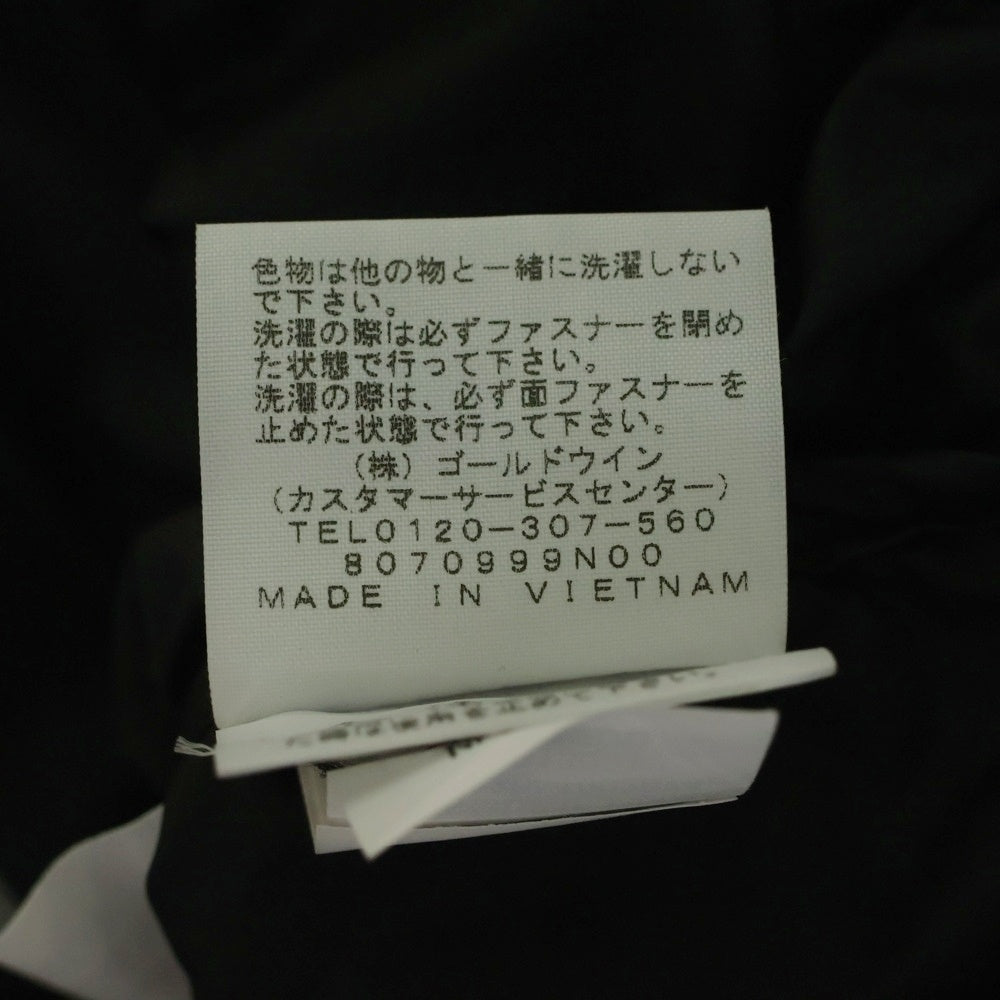 色物は他の物と一緒に洗濯しない
で下さい。
洗濯の際は必ずファスナーを閉め
た状態で行って下さい。
洗濯の際は、必ず面ファスナーを
止めた状態で行って下さい。
(株)ゴールドウイン
(カスタマーサービスセンター)
TEL0120-307-560
8070999N00
MADE IN VIETNAM